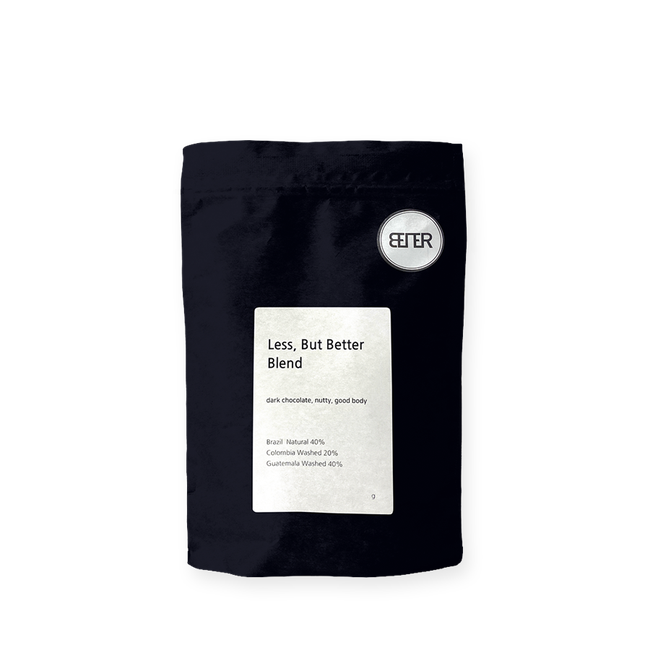 BETTER
Less, But Better
Blend
dark chocolate, nutty, good body
Brazil Natural 40%
Colombia Washed 20%
Guatemala Washed 40%
g